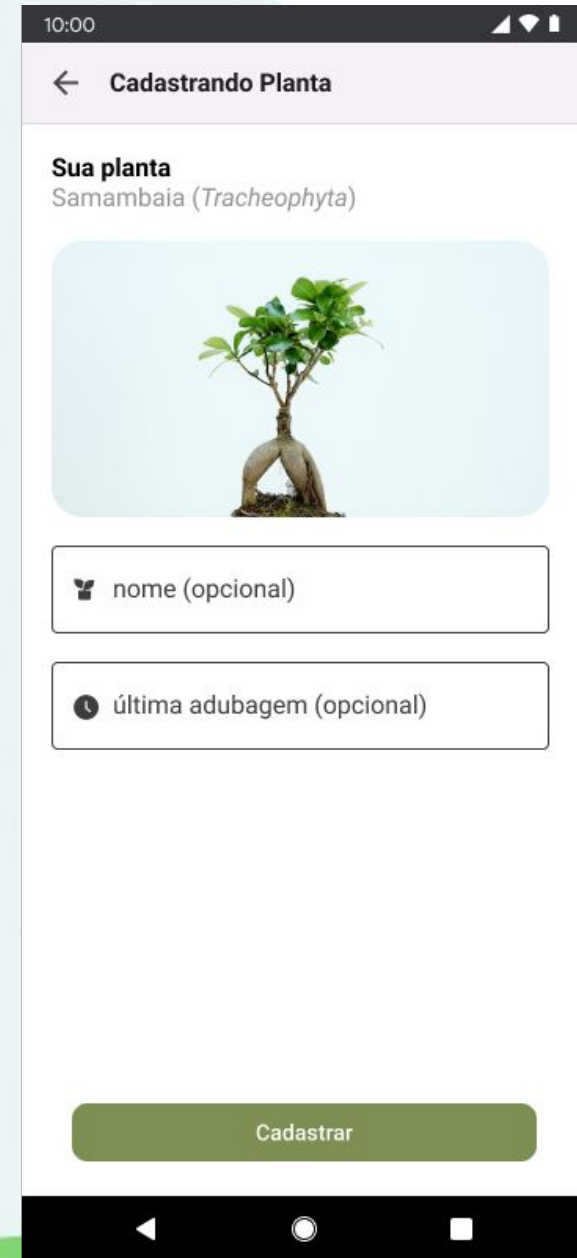 10:00
Cadastrando Planta
Sua planta
Samambaia (Tracheophyta)
nome (opcional)
última adubagem (opcional)
Cadastrar